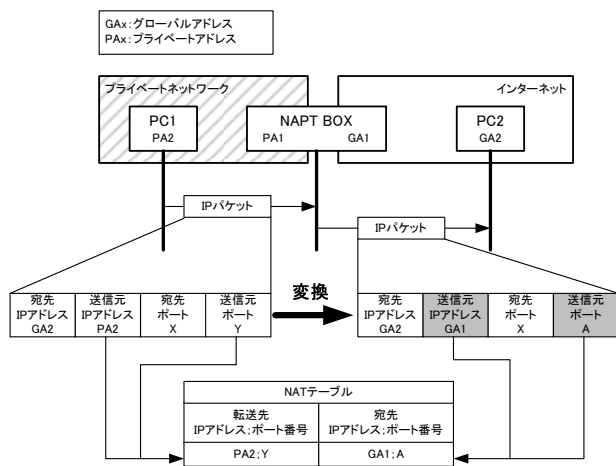 GAx：グローバルアドレス
PAx：プライベートアドレス
プライベートネットワーク
インターネット
PC1
PA2
NAPT BOX
PA1
GA1
PC2
GA2
IPパケット
IPパケット
宛先
IPアドレス
GA2
送信元
IPアドレス
PA2
宛先
ポート
X
送信元
ポート
Y
変換
宛先
IPアドレス
GA2
送信元
IPアドレス
GA1
宛先
ポート
X
送信元
ポート
A
NATテーブル
転送先
IPアドレス；ポート番号
宛先
IPアドレス；ポート番号
PA2；Y
GA1；A